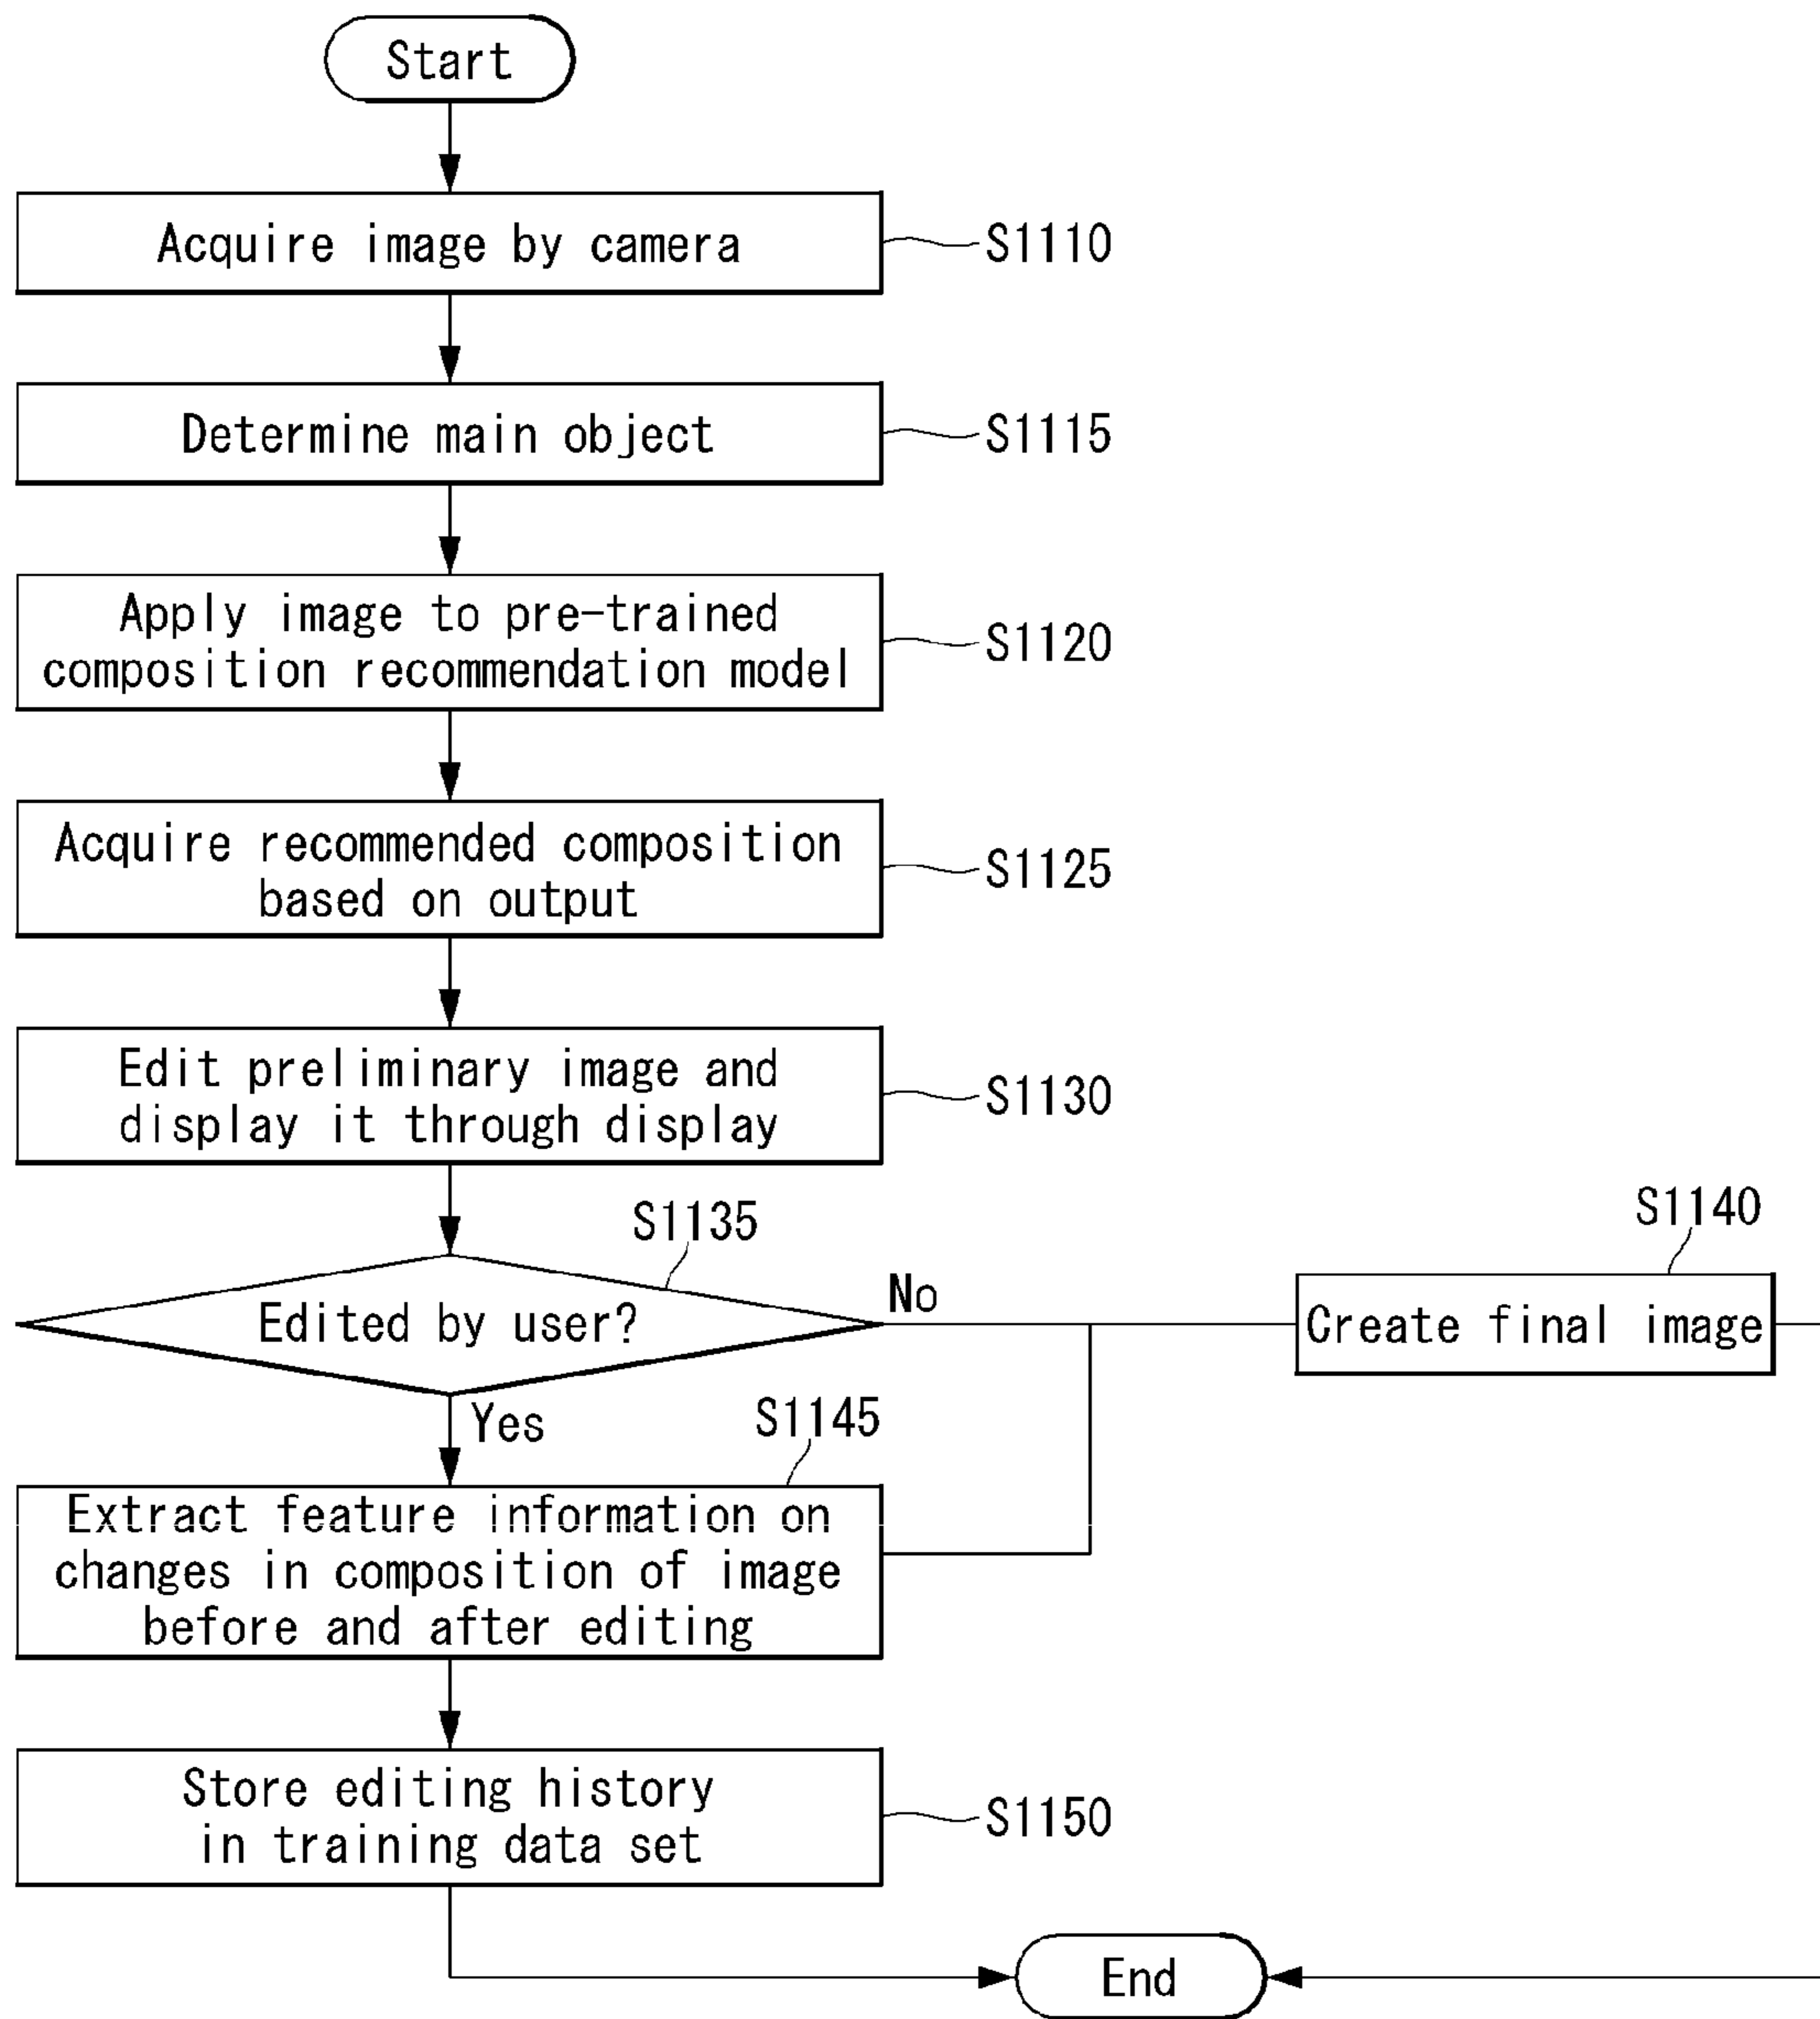 Start
Acquire image by camera
S1110
Determine main object
S1115
Apply image to pre-trained
composition recommendation model
S1120
Acquire recommended composition
based on output
S1125
Edit preliminary image and
display it through display
S1130
S1135
Edited by user?
No
S1140
Create final image
Yes
S1145
Extract feature information on
changes in composition of image
before and after editing
Store editing history
in training data set
S1150
End